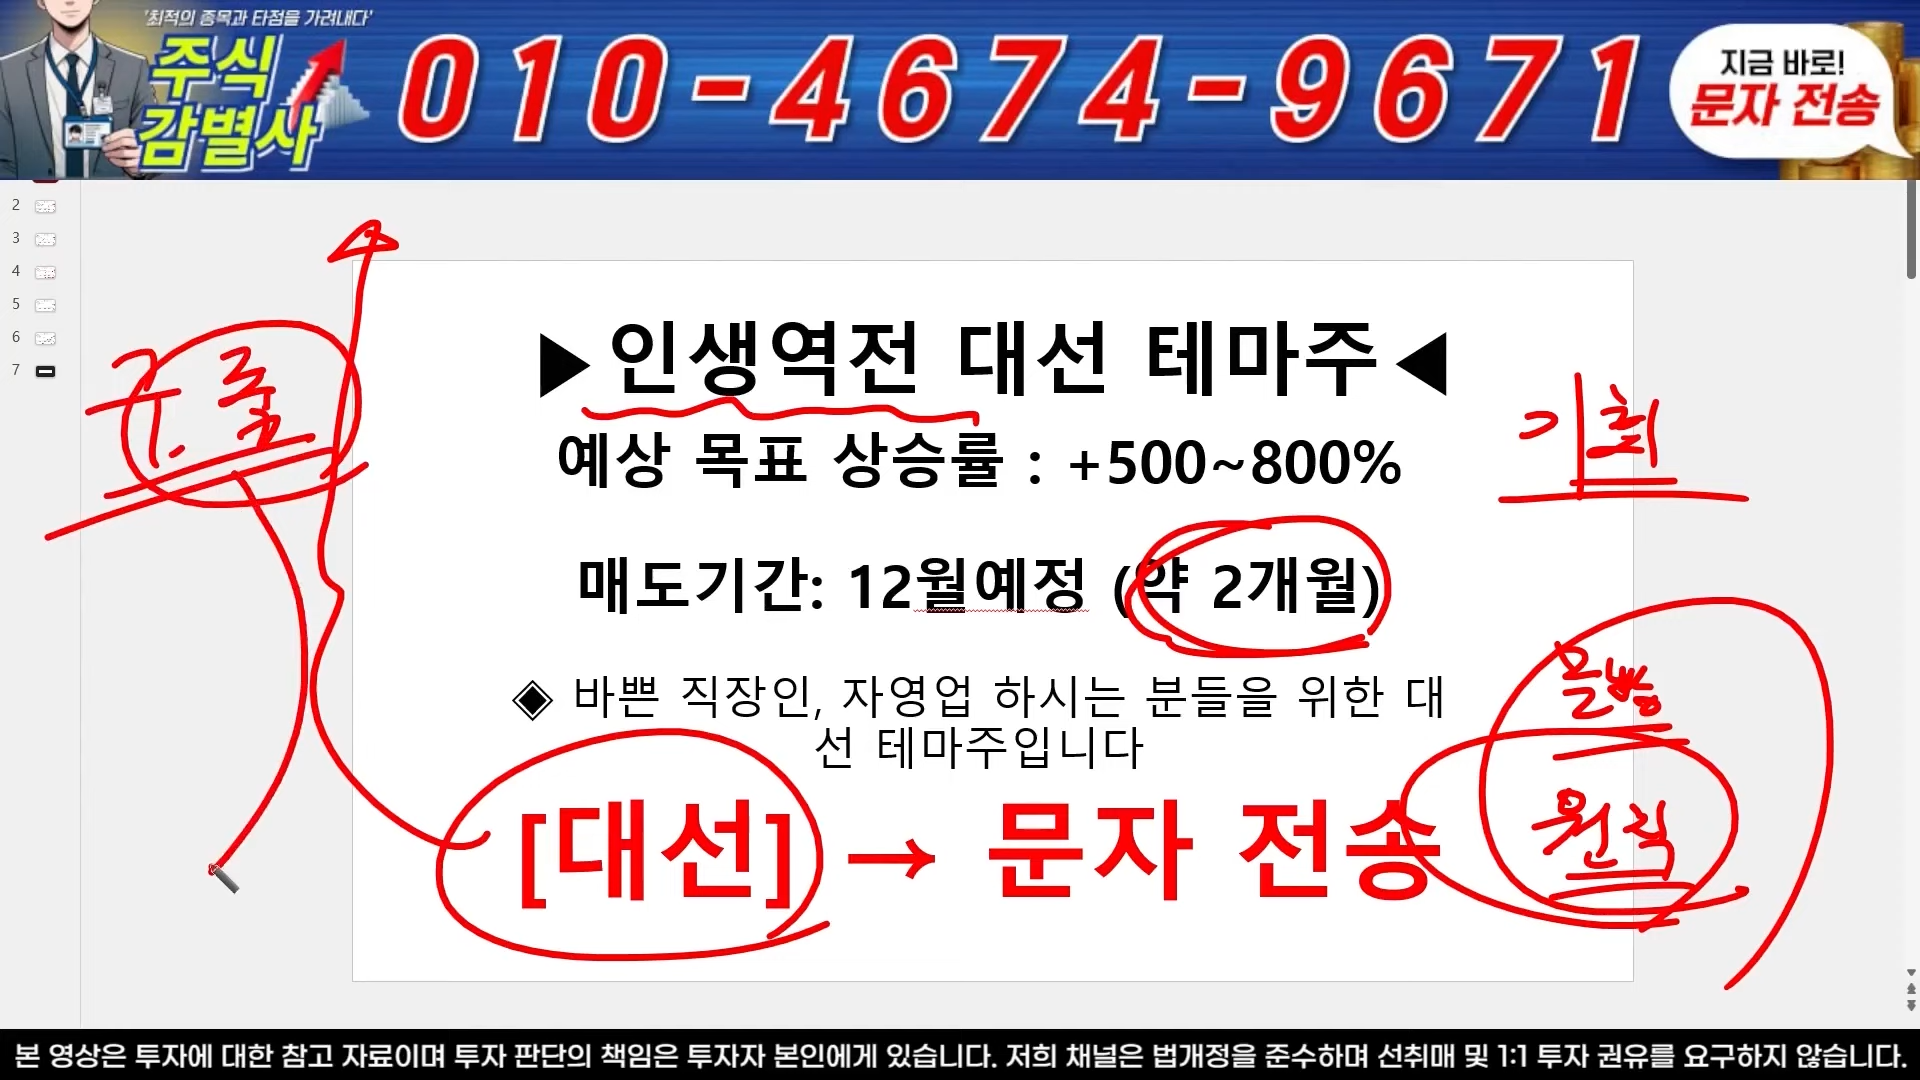 '최적의 종목과 타점을 가려내다'
주식
감별사
010-4674-9671
지금 바로!
문자 전송
2
3
4
5
6
7
▶인생역전 대선 테마주◀
예상 목표 상승률 : +500~800%
기회
매도기간: 12월예정 (약 2개월)
◈ 바쁜 직장인, 자영업 하시는 분들을 위한 대
선 테마주입니다
몰빵
원칙
[대선] → 문자 전송
본 영상은 투자에 대한 참고 자료이며 투자 판단의 책임은 투자자 본인에게 있습니다. 저희 채널은 법개정을 준수하며 선취매 및 1:1 투자 권유를 요구하지 않습니다.